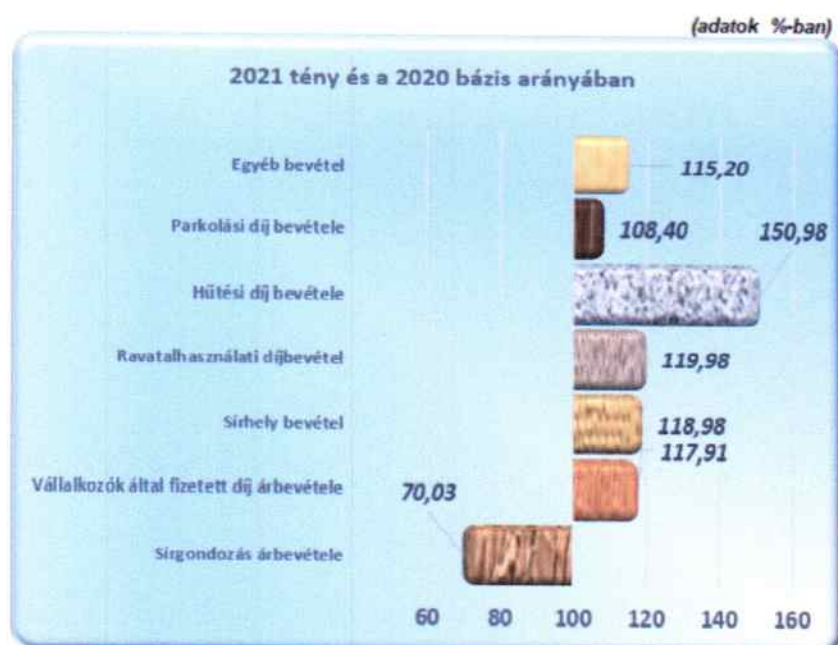 (adatok %-ban)
2021 tény és a 2020 bázis arányában
Egyéb bevétel
115,20
Parkolási díj bevétele
108,40
150,98
Hűtési díj bevétele
Ravatalhasználati díjbevétel
119,98
Sírhely bevétel
118,98
117,91
Vállalkozók által fizetett díj árbevétele
70,03
Sírgondozás árbevétele
60 80 100 120 140 160